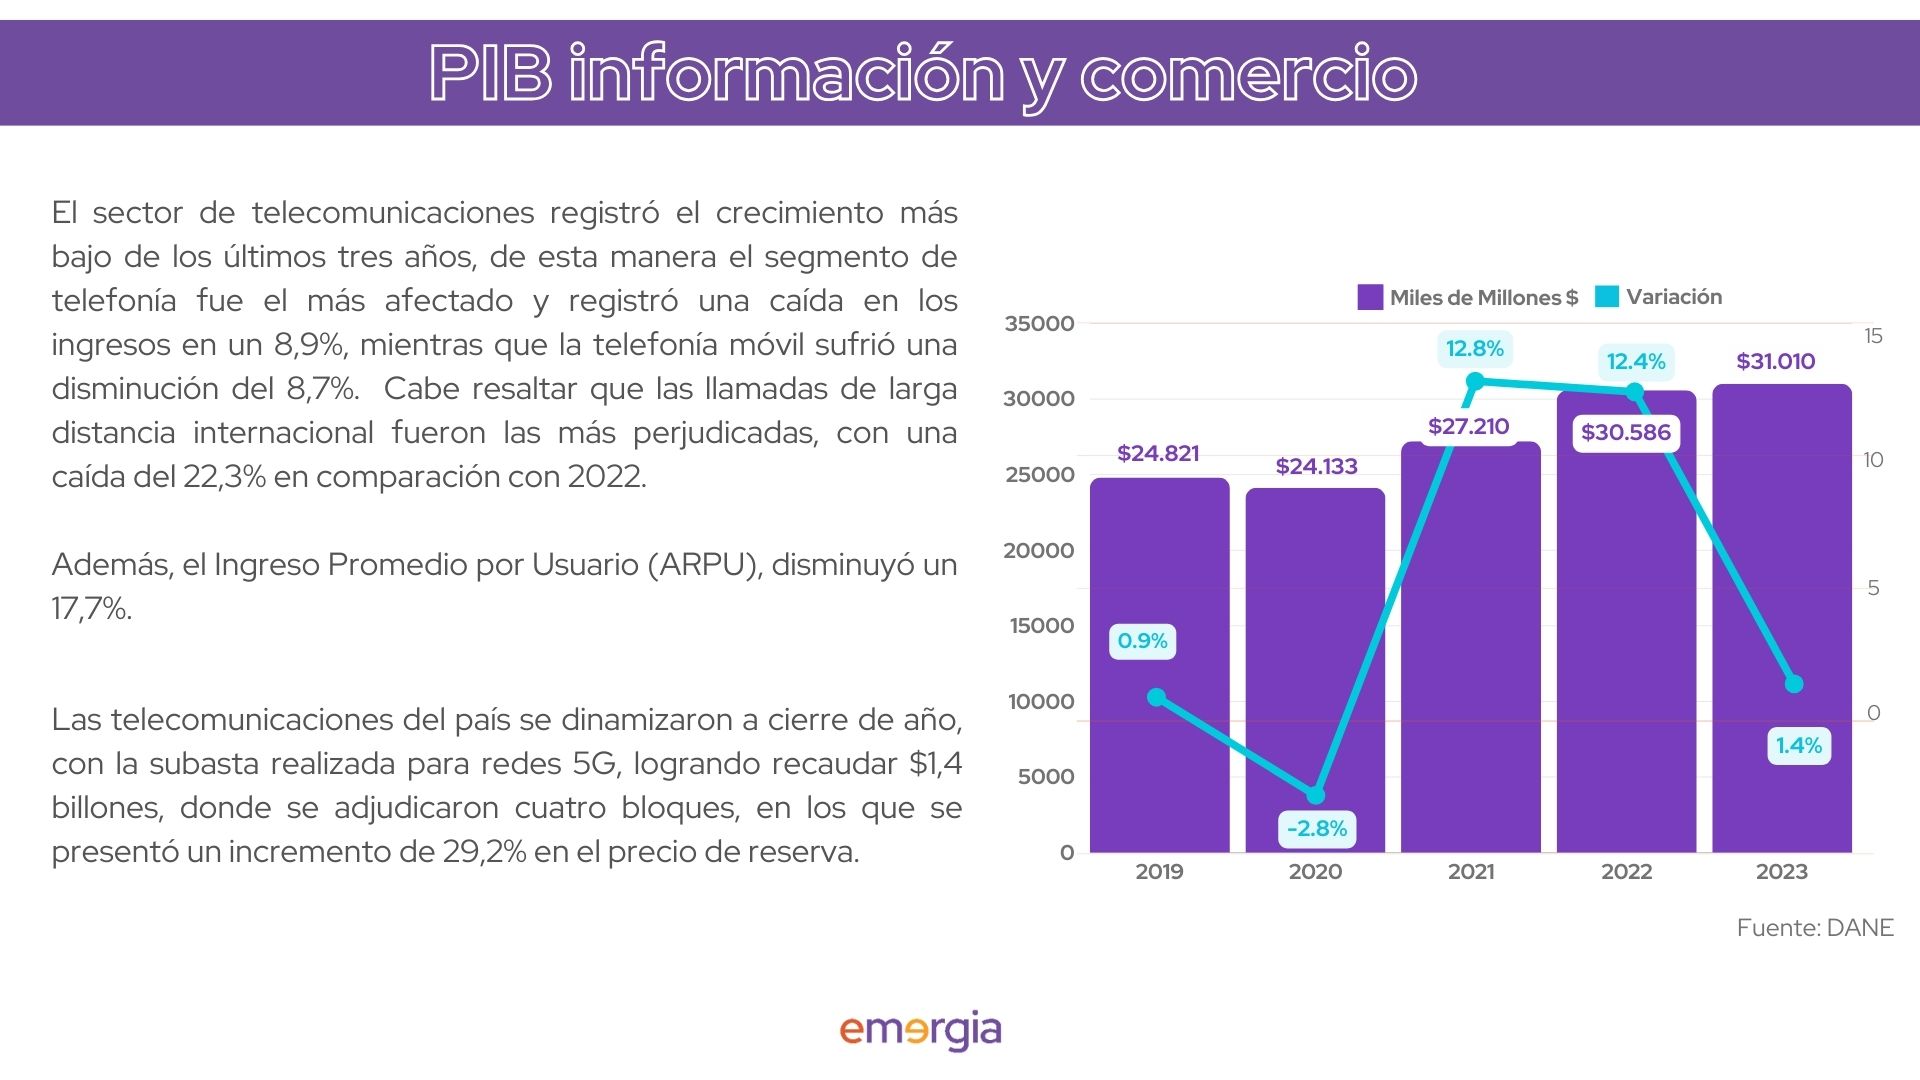 PIB información y comercio
El sector de telecomunicaciones registró el crecimiento más
bajo de los últimos tres años, de esta manera el segmento de
telefonía fue el más afectado y registró una caída en los
ingresos en un 8,9%, mientras que la telefonía móvil sufrió una
disminución del 8,7%. Cabe resaltar que las llamadas de larga
distancia internacional fueron las más perjudicadas, con una
caída del 22,3% en comparación con 2022.
Además, el Ingreso Promedio por Usuario (ARPU), disminuyó un
17,7%.
Las telecomunicaciones del país se dinamizaron a cierre de año,
con la subasta realizada para redes 5G, logrando recaudar $1,4
billones, donde se adjudicaron cuatro bloques, en los que se
presentó un incremento de 29,2% en el precio de reserva.
Miles de Millones $ Variación
35000
30000
25000
20000
15000
10000
5000
0
15
10
5
0
$24.821
$24.133
$27.210
$30.586
$31.010
0.9%
-2.8%
12.8%
12.4%
1.4%
2019 2020 2021 2022 2023
Fuente: DANE
emergia